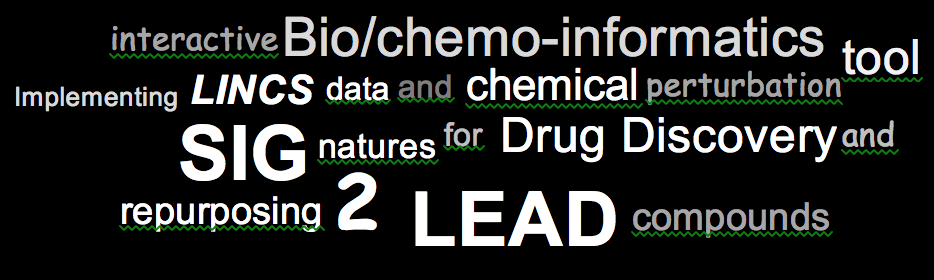 interactive Bio/chemo-informatics tool
Implementing LINCS data and chemical perturbation
SIG natures for Drug Discovery and
repurposing 2 LEAD compounds